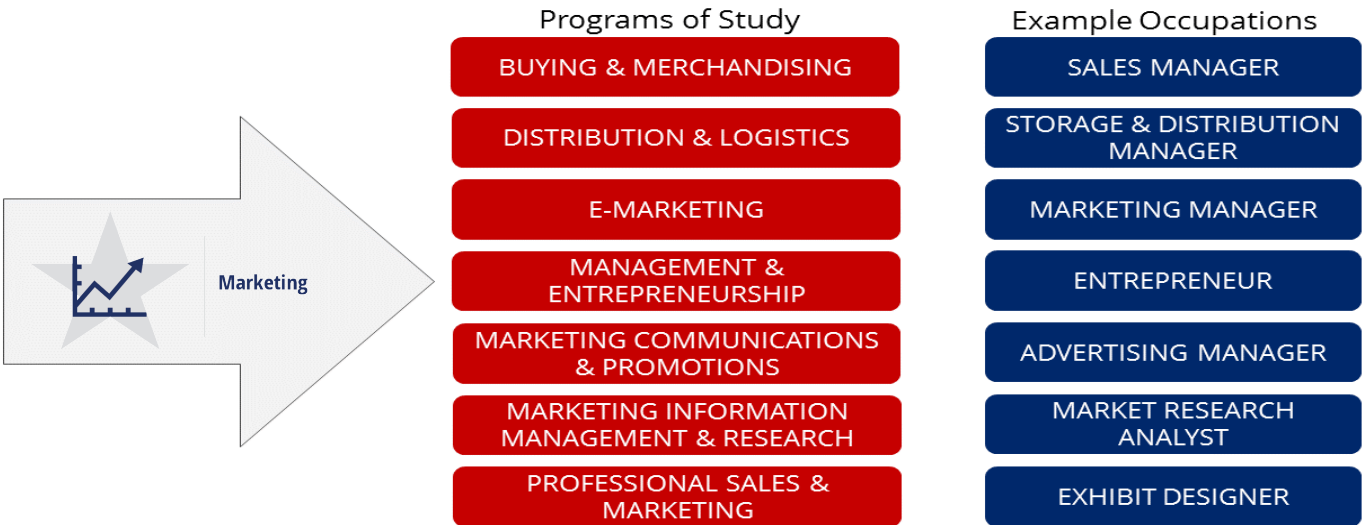 Programs of Study
Example Occupations
BUYING & MERCHANDISING
SALES MANAGER
DISTRIBUTION & LOGISTICS
STORAGE & DISTRIBUTION
MANAGER
E-MARKETING
MARKETING MANAGER
Marketing
MANAGEMENT &
ENTREPRENEURSHIP
ENTREPRENEUR
MARKETING COMMUNICATIONS
& PROMOTIONS
ADVERTISING MANAGER
MARKETING INFORMATION
MANAGEMENT & RESEARCH
MARKET RESEARCH
ANALYST
PROFESSIONAL SALES &
MARKETING
EXHIBIT DESIGNER